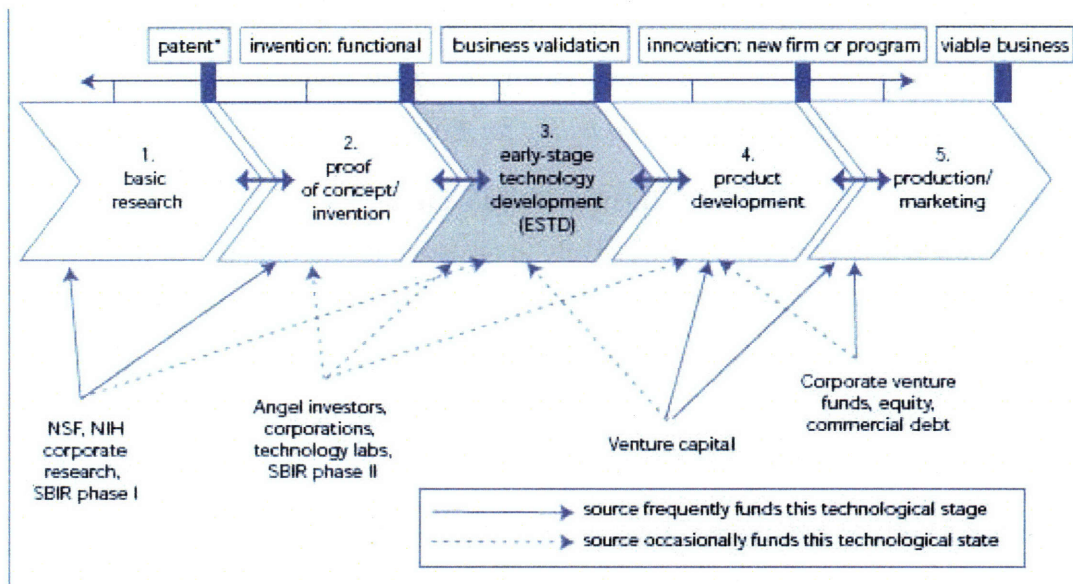 patent*
invention: functional
business validation
innovation: new firm or program
viable business
1.
basic
research
2.
proof
of concept/
invention
3.
early-stage
technology
development
(ESTD)
4.
product
development
5.
production/
marketing
NSF, NIH
corporate
research,
SBIR phase I
Angel investors,
corporations,
technology labs,
SBIR phase II
Venture capital
Corporate venture
funds, equity,
commercial debt
source frequently funds this technological stage
source occasionally funds this technological state